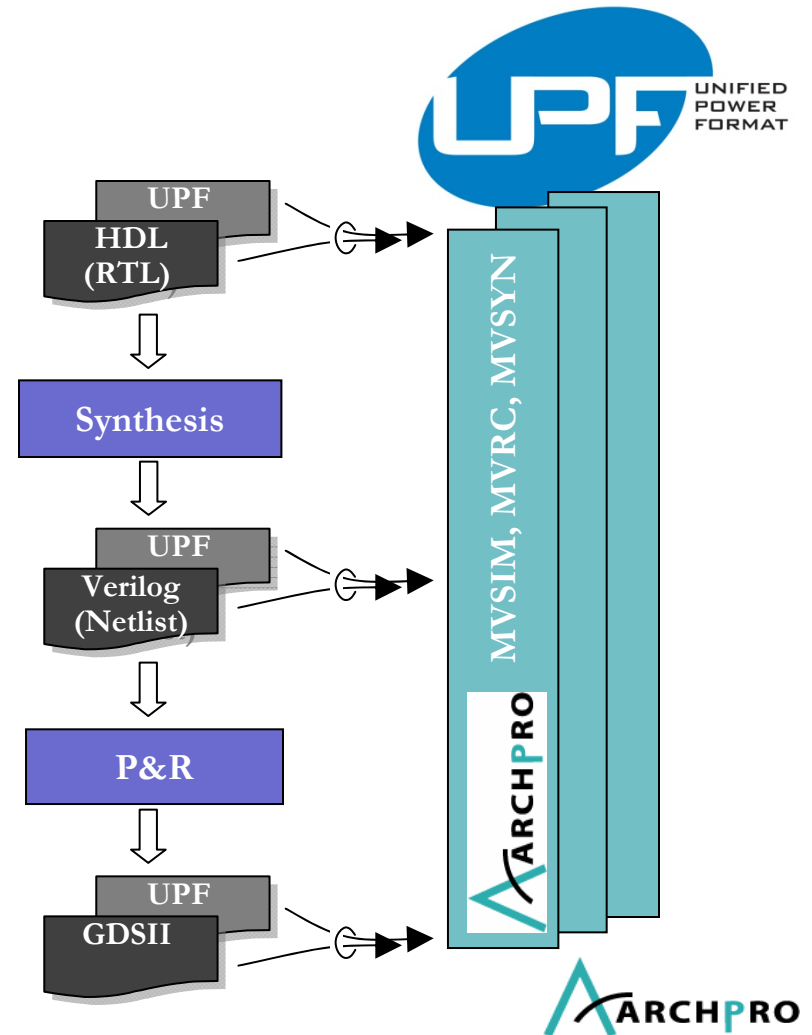 UPF
UNIFIED
POWER
FORMAT
UPF
HDL
(RTL)
Synthesis
UPF
Verilog
(Netlist)
P&R
UPF
GDSII
MVSIM, MVRC, MVSYN
ARCHPRO
ARCHPRO